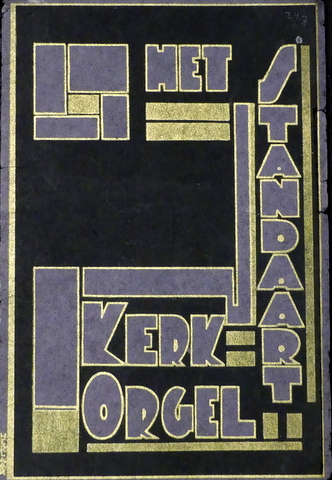 HET
STANDAART
KERK=
ORGEL